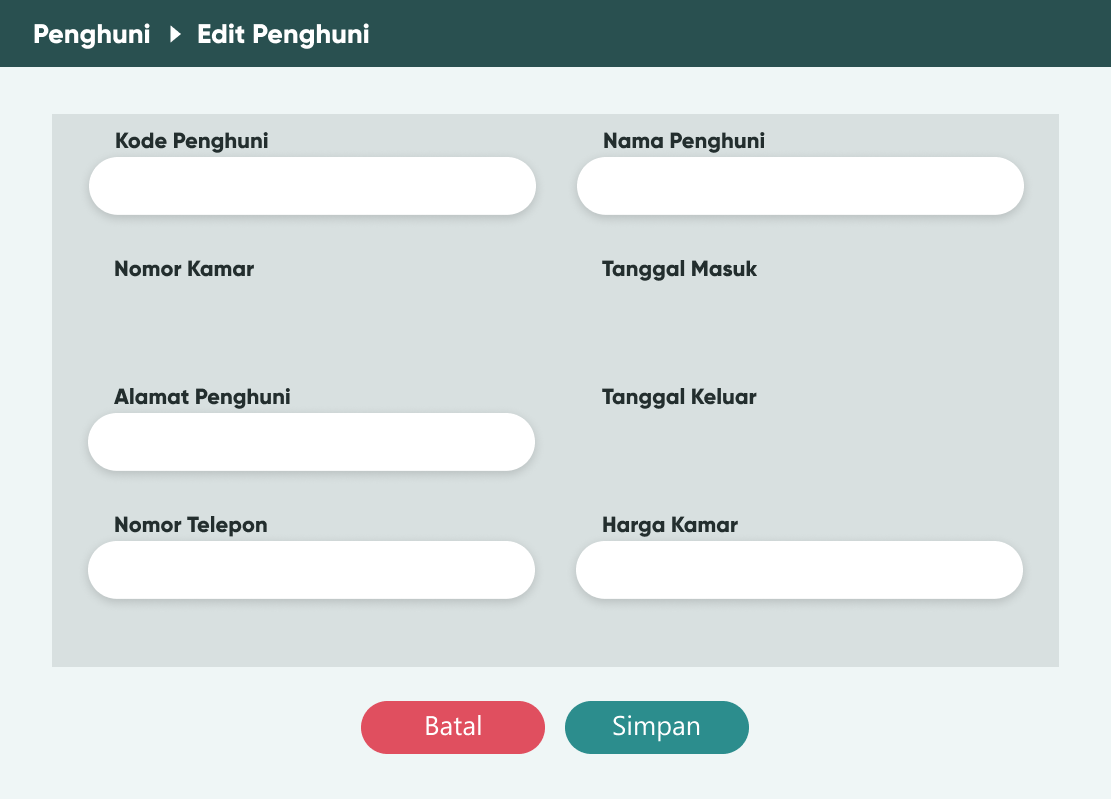 Penghuni Edit Penghuni
Kode Penghuni
Nama Penghuni
Nomor Kamar
Tanggal Masuk
Alamat Penghuni
Tanggal Keluar
Nomor Telepon
Harga Kamar
Batal
Simpan